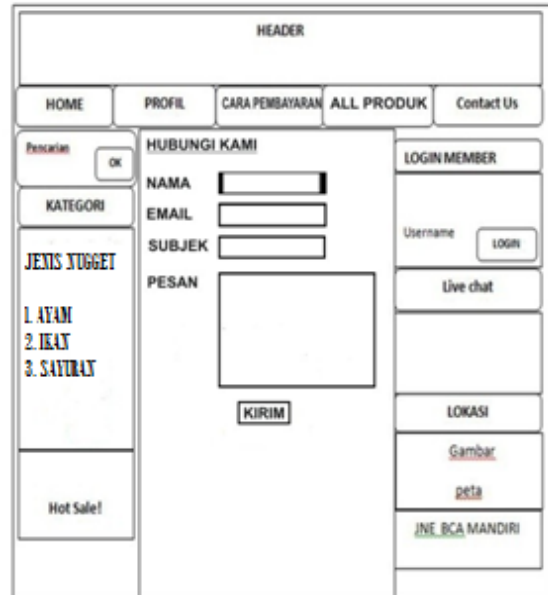 HEADER
HOME PROFIL CARA PEMBAYARAN ALL PRODUK Contact Us
Pencarian
OK
KATEGORI
JENIS NUGGET
1. AYAM
2. IKAN
3. SAYURAN
Hot Sale!
HUBUNGI KAMI
NAMA
EMAIL
SUBJEK
PESAN
KIRIM
LOGIN MEMBER
Username LOGIN
Live chat
LOKASI
Gambar
peta
JNE BCA MANDIRI